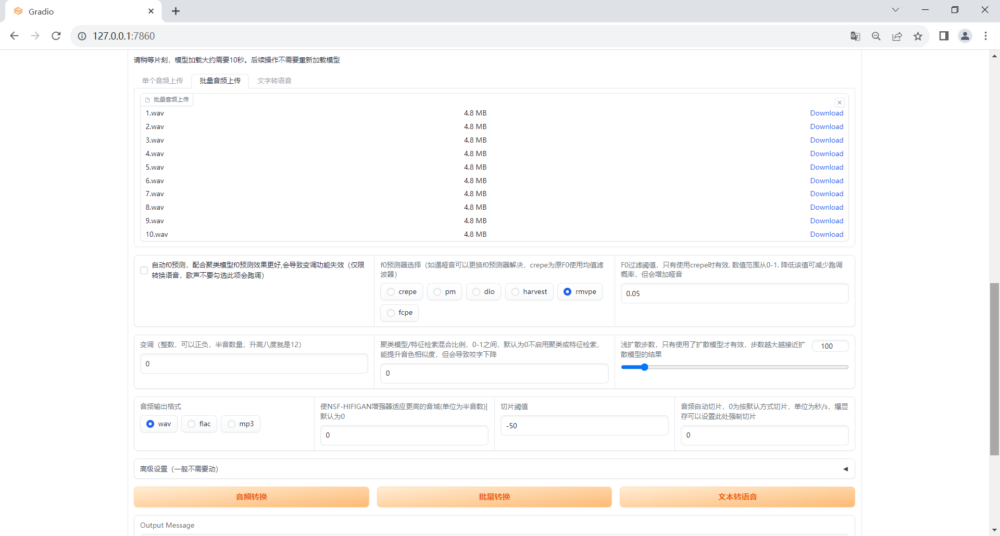 Gradio
127.0.0.1:7860
请稍等片刻，模型加载大约需要10秒。后续操作不需要重新加载模型
单个音频上传 批量音频上传 文字转语音
批量音频上传
1.wav 4.8 MB Download
2.wav 4.8 MB Download
3.wav 4.8 MB Download
4.wav 4.8 MB Download
5.wav 4.8 MB Download
6.wav 4.8 MB Download
7.wav 4.8 MB Download
8.wav 4.8 MB Download
9.wav 4.8 MB Download
10.wav 4.8 MB Download
自动f0预测，配合聚类模型f0预测效果更好,会导致变调功能失效（仅限
转换语音，歌声不要勾选此项会跑调）
f0预测器选择（如遇哑音可以更换f0预测器解决，crepe为原F0使用均值滤
波器）
crepe pm dio harvest rmvpe
fcpe
F0过滤阈值，只有使用crepe时有效. 数值范围从0-1. 降低该值可减少跑调
概率，但会增加哑音
0.05
变调（整数，可以正负，半音数量，升高八度就是12）
0
聚类模型/特征检索混合比例，0-1之间，默认为0不启用聚类或特征检索，
能提升音色相似度，但会导致咬字下降
0
浅扩散步数，只有使用了扩散模型才有效，步数越大越接近扩
散模型的结果
100
音频输出格式
wav flac mp3
使NSF-HIFIGAN增强器适应更高的音域(单位为半音数)|
默认为0
0
切片阈值
-50
音频自动切片，0为按默认方式切片，单位为秒/s，爆显
存可以设置此处强制切片
0
高级设置（一般不需要动）
音频转换 批量转换 文本转语音
Output Message